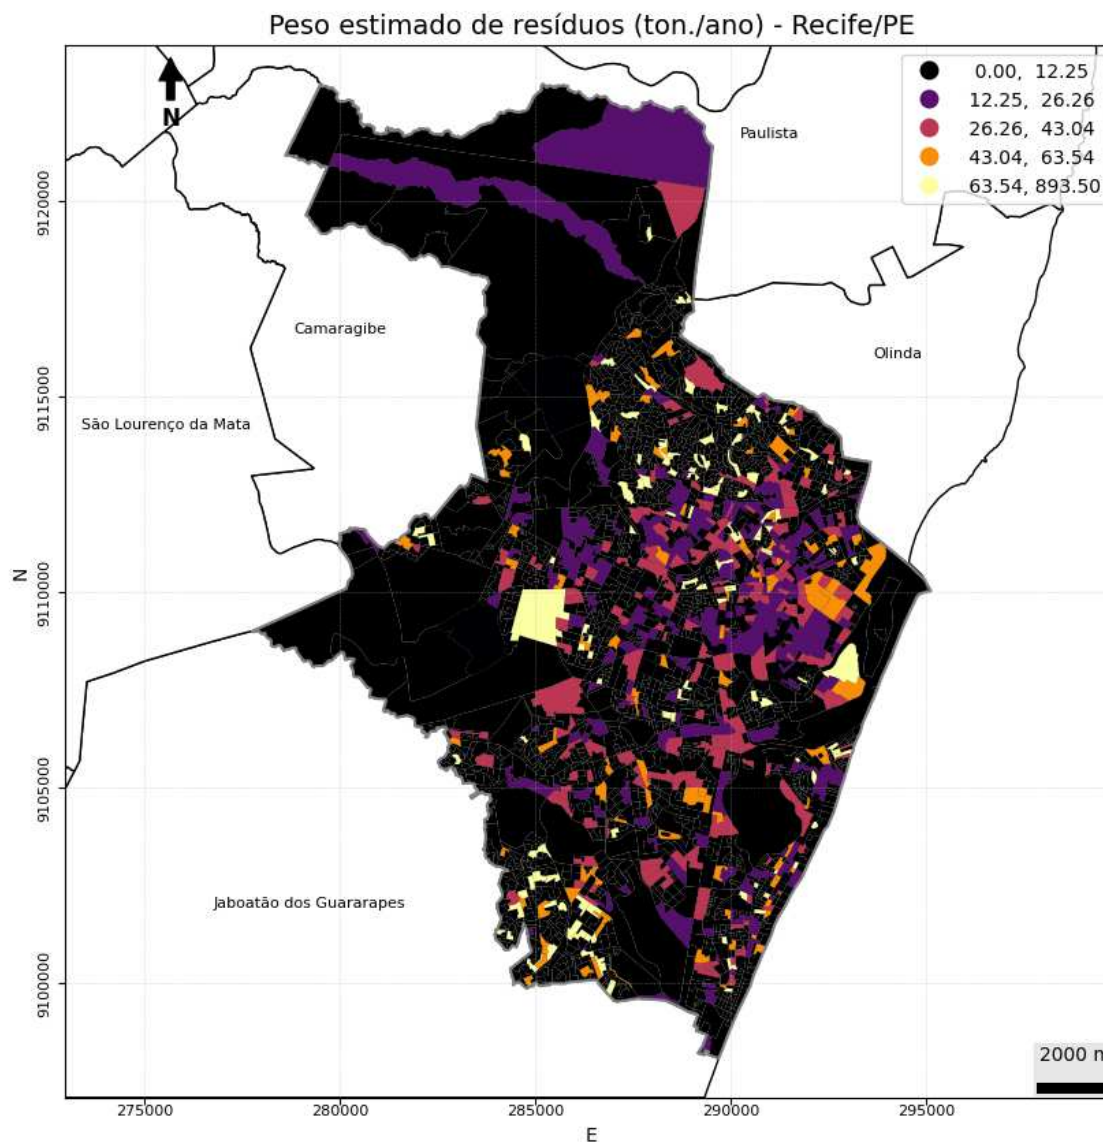 Peso estimado de resíduos (ton./ano) - Recife/PE
N
0.00, 12.25
12.25, 26.26
26.26, 43.04
43.04, 63.54
63.54, 893.50
Paulista
9120000
Camaragibe
Olinda
9115000
São Lourenço da Mata
N
9110000
9105000
Jaboatão dos Guararapes
9100000
2000 m
275000 280000 285000 290000 295000
E